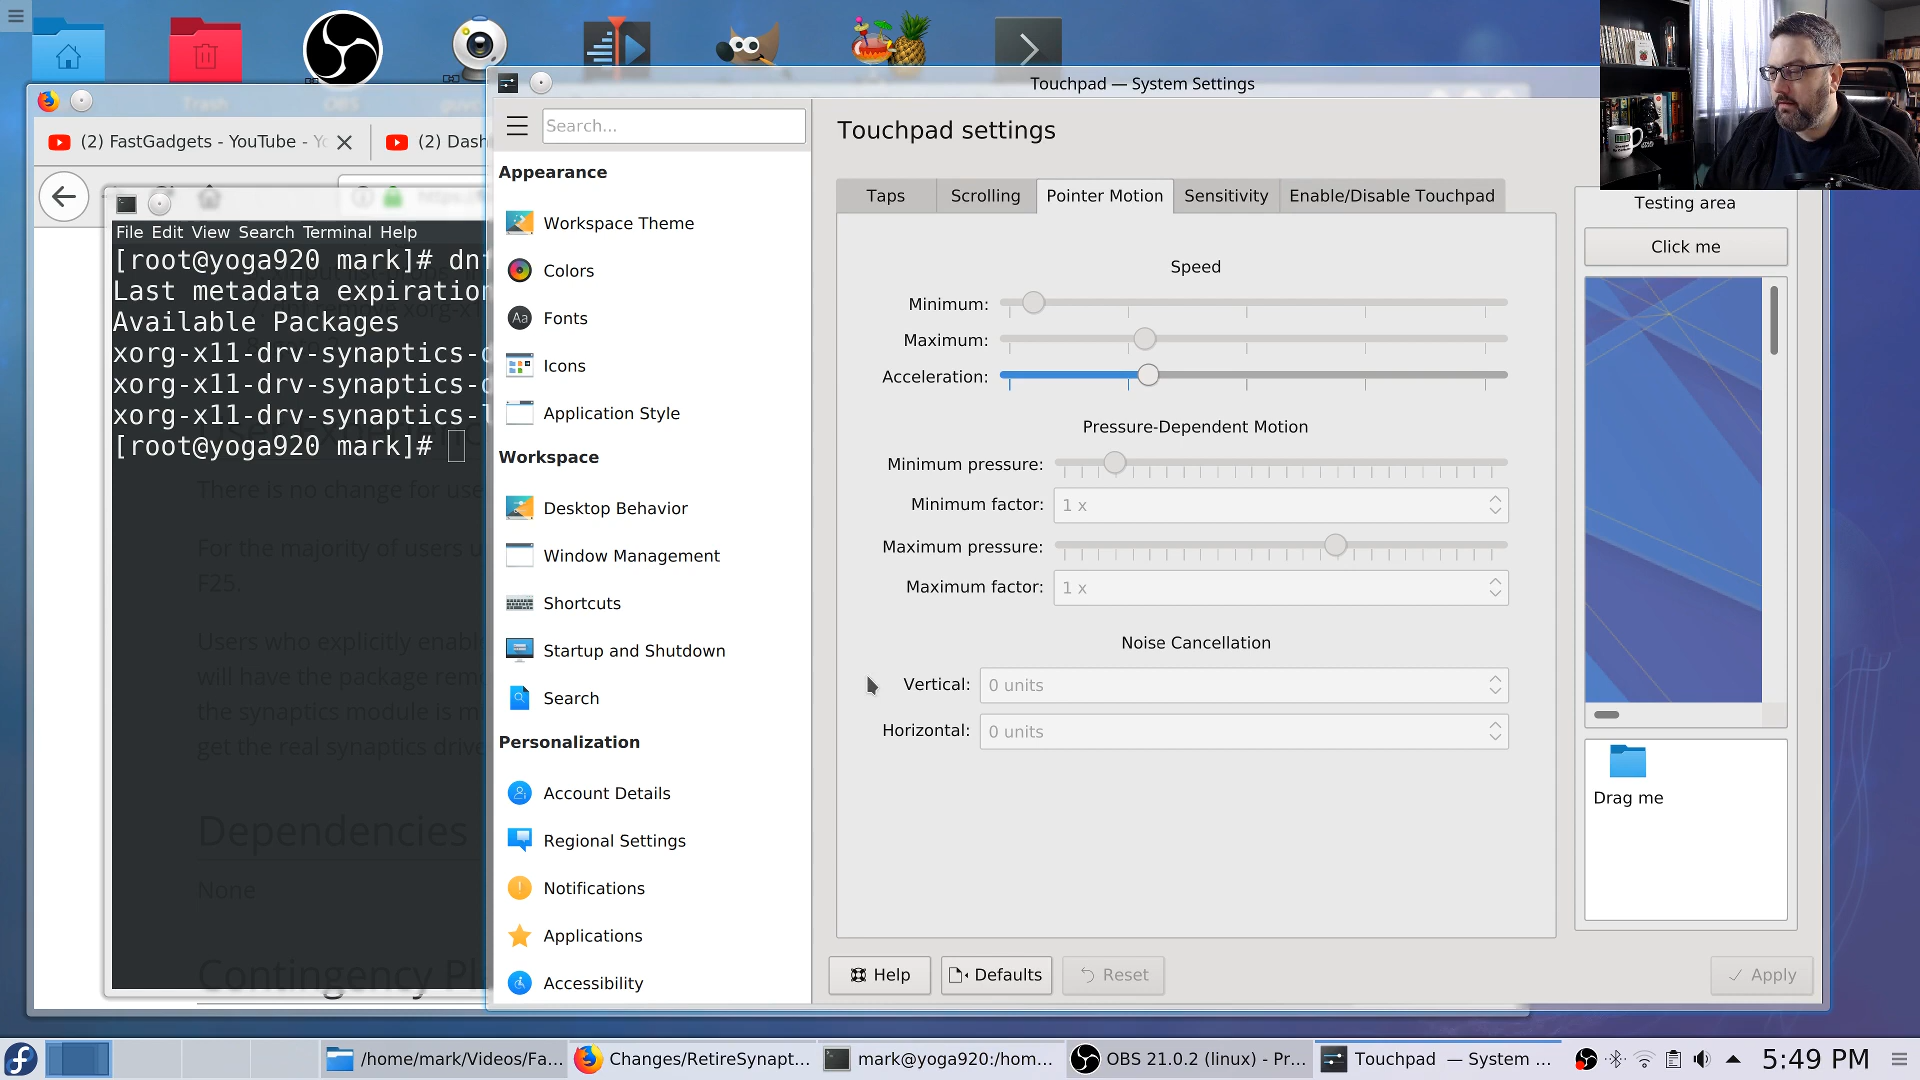 Trash
OBS
Touchpad — System Settings
(2) FastGadgets - YouTube - Yo
(2) Dash
Search...
Touchpad settings
Appearance
Workspace Theme
Colors
Fonts
Icons
Application Style
Workspace
Desktop Behavior
Window Management
Shortcuts
Startup and Shutdown
Search
Personalization
Account Details
Regional Settings
Notifications
Applications
Accessibility
File Edit View Search Terminal Help
[root@yoga920 mark]# dnf
Last metadata expiration
Available Packages
xorg-x11-drv-synaptics-
xorg-x11-drv-synaptics-
xorg-x11-drv-synaptics-l
[root@yoga920 mark]#
There is no change for use
For the majority of users u
F25.
Users who explicitly enabl
will have the package rem
the synaptics module is m
get the real synaptics drive
Dependencies
None
Contingency Pl
Taps
Scrolling
Pointer Motion
Sensitivity
Enable/Disable Touchpad
Speed
Minimum:
Maximum:
Acceleration:
Pressure-Dependent Motion
Minimum pressure:
Minimum factor: 1 x
Maximum pressure:
Maximum factor: 1 x
Noise Cancellation
Vertical: 0 units
Horizontal: 0 units
Testing area
Click me
Drag me
Help
Defaults
Reset
Apply
/home/mark/Videos/Fa...
Changes/RetireSynapt...
mark@yoga920:/hom...
OBS 21.0.2 (linux) - Pr...
Touchpad — System ...
5:49 PM